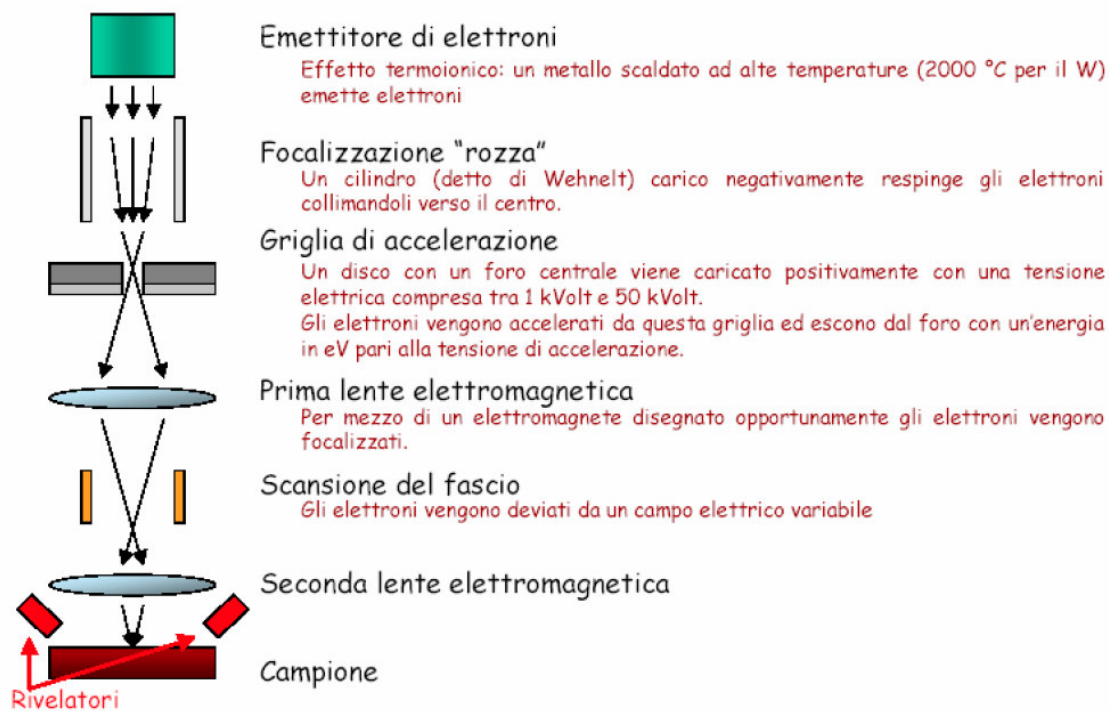 Emettitore di elettroni
Effetto termoionico: un metallo scaldato ad alte temperature (2000 °C per il W)
emette elettroni
Focalizzazione “rozza”
Un cilindro (detto di Wehnelt) carico negativamente respinge gli elettroni
collimandoli verso il centro.
Griglia di accelerazione
Un disco con un foro centrale viene caricato positivamente con una tensione
elettrica compresa tra 1 kVolt e 50 kVolt.
Gli elettroni vengono accelerati da questa griglia ed escono dal foro con un'energia
in eV pari alla tensione di accelerazione.
Prima lente elettromagnetica
Per mezzo di un elettromagnete disegnato opportunamente gli elettroni vengono
focalizzati.
Scansione del fascio
Gli elettroni vengono deviati da un campo elettrico variabile
Seconda lente elettromagnetica
Campione
Rivelatori